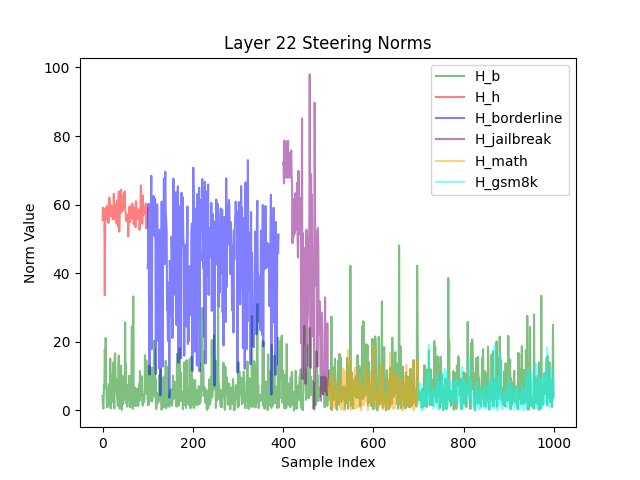 Layer 22 Steering Norms
100
80
60
40
20
0
Norm Value
H_b
H_h
H_borderline
H_jailbreak
H_math
H_gsm8k
0 200 400 600 800 1000
Sample Index